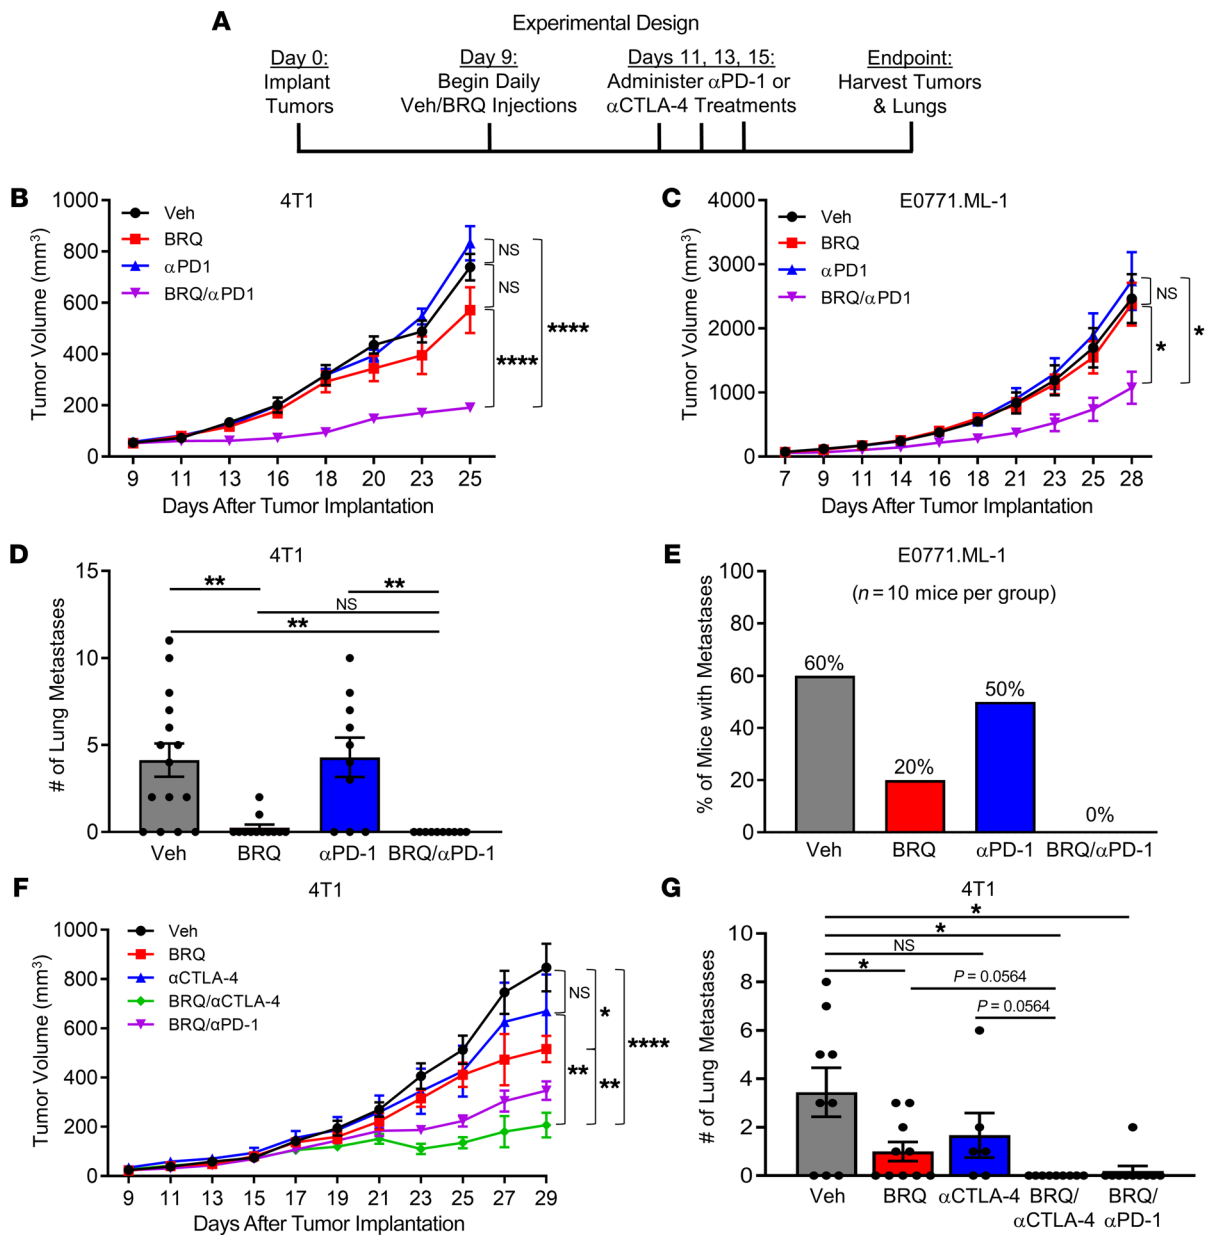 A
Experimental Design
Day 0:
Implant
Tumors
Day 9:
Begin Daily
Veh/BRQ Injections
Days 11, 13, 15:
Administer αPD-1 or
αCTLA-4 Treatments
Endpoint:
Harvest Tumors
& Lungs
B
4T1
Tumor Volume (mm³)
1000
800
600
400
200
0
Veh
BRQ
αPD1
BRQ/αPD1
NS
NS
****
****
9 11 13 16 18 20 23 25
Days After Tumor Implantation
C
E0771.ML-1
Tumor Volume (mm³)
4000
3000
2000
1000
0
Veh
BRQ
αPD1
BRQ/αPD1
NS
*
*
7 9 11 14 16 18 21 23 25 28
Days After Tumor Implantation
D
4T1
# of Lung Metastases
15
10
5
0
**
**
NS
**
Veh BRQ αPD-1 BRQ/αPD-1
E
E0771.ML-1
(n = 10 mice per group)
% of Mice with Metastases
100
80
60
40
20
0
60%
20%
50%
0%
Veh BRQ αPD-1 BRQ/αPD-1
F
4T1
Tumor Volume (mm³)
1000
800
600
400
200
0
Veh
BRQ
αCTLA-4
BRQ/αCTLA-4
BRQ/αPD-1
NS
*
****
**
**
9 11 13 15 17 19 21 23 25 27 29
Days After Tumor Implantation
G
4T1
# of Lung Metastases
10
8
6
4
2
0
*
*
NS
*
P = 0.0564
P = 0.0564
Veh BRQ αCTLA-4 BRQ/ BRQ/
αCTLA-4 αPD-1